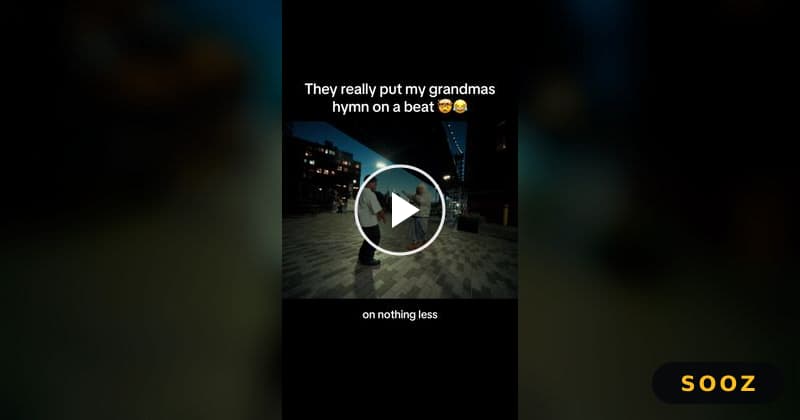 They really put my grandmas
hymn on a beat 🤯😂
on nothing less
SOOZ